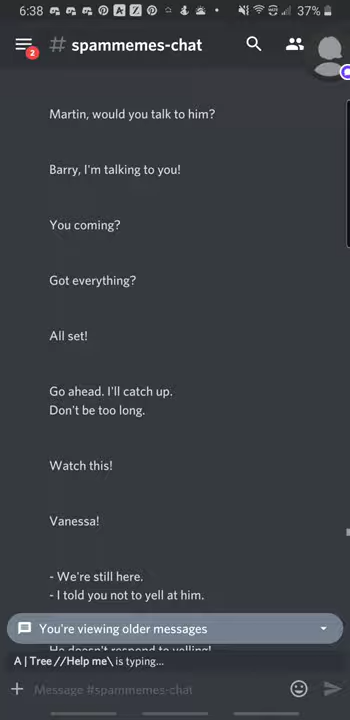 6:38
37%
2
# spammemes-chat
Martin, would you talk to him?
Barry, I'm talking to you!
You coming?
Got everything?
All set!
Go ahead. I'll catch up.
Don't be too long.
Watch this!
Vanessa!
- We're still here.
- I told you not to yell at him.
You're viewing older messages
He doesn't respond to yelling!
A | Tree //Help me\ is typing...
Message #spammemes-chat